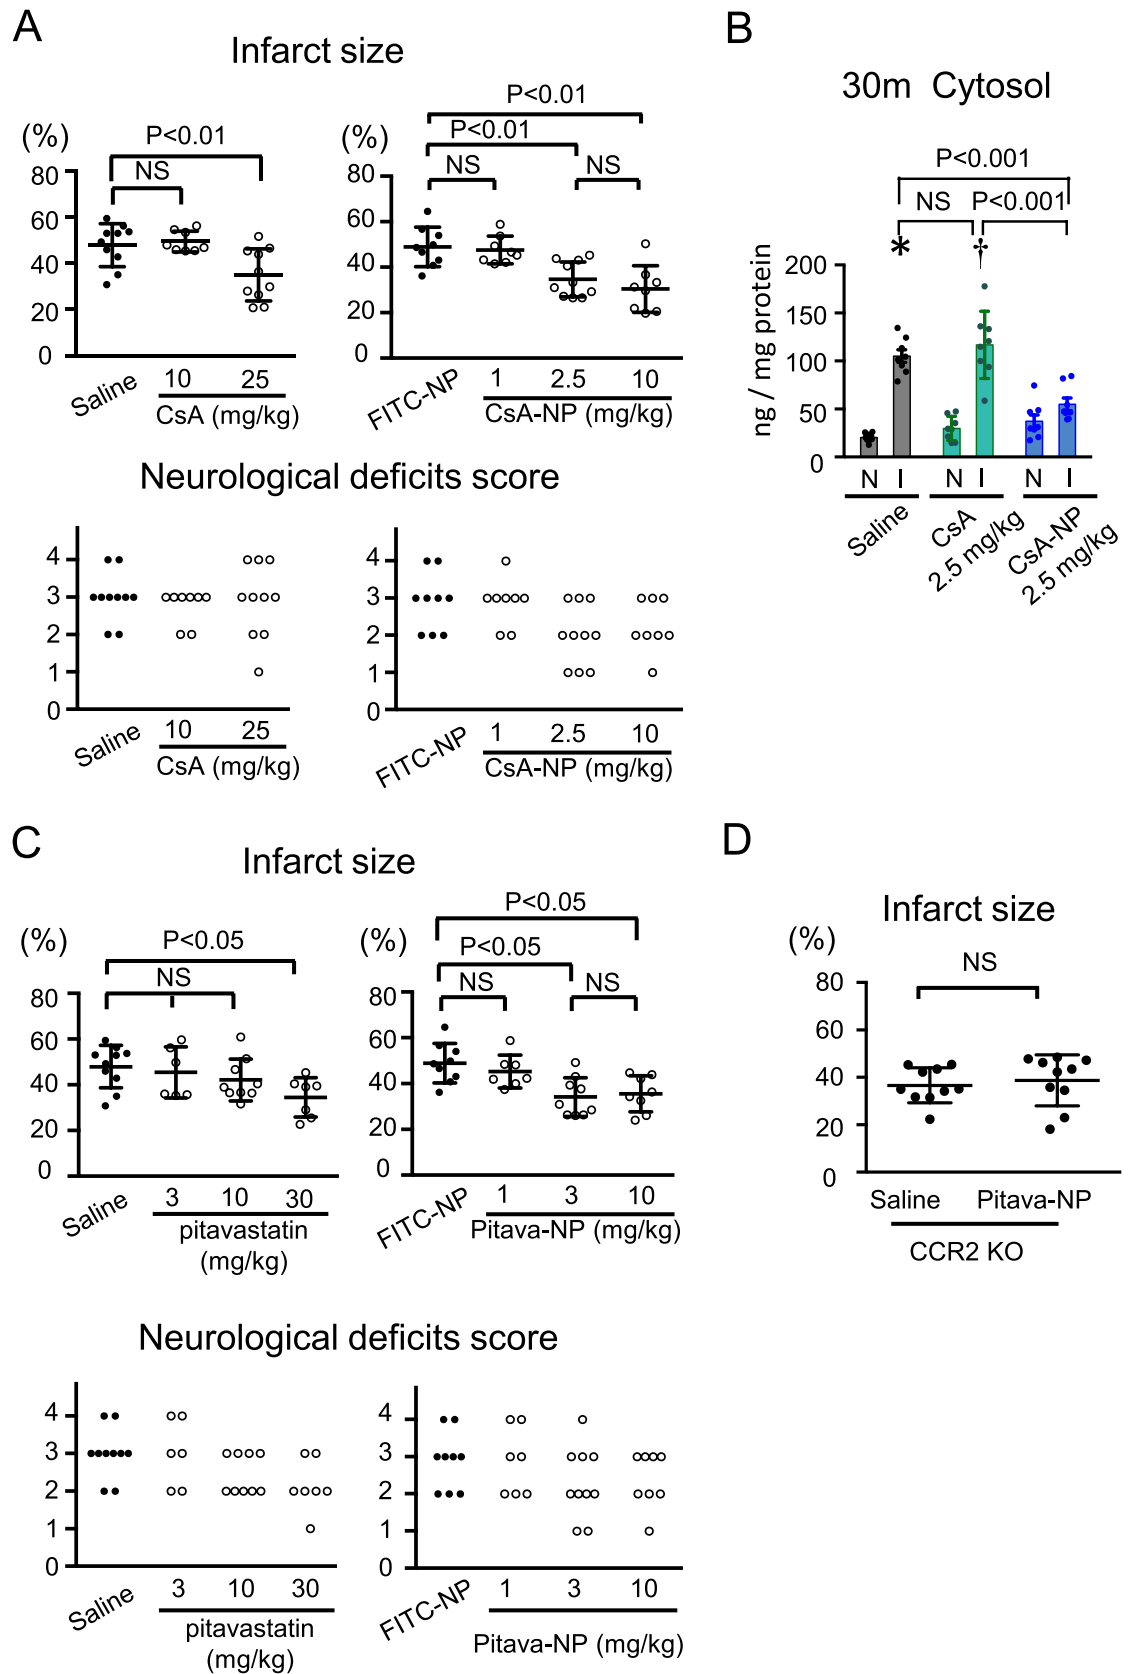 A
Infarct size
(%)
P<0.01
NS
80
60
40
20
0
Saline
10
25
CsA (mg/kg)
(%)
P<0.01
P<0.01
NS
NS
80
60
40
20
0
FITC-NP
1
2.5
10
CsA-NP (mg/kg)
Neurological deficits score
4
3
2
1
0
Saline
10
25
CsA (mg/kg)
4
3
2
1
0
FITC-NP
1
2.5
10
CsA-NP (mg/kg)
B
30m Cytosol
P<0.001
NS
P<0.001
*
†
ng / mg protein
200
150
100
50
0
N
I
N
I
N
I
Saline
CsA
2.5 mg/kg
CsA-NP
2.5 mg/kg
C
Infarct size
(%)
P<0.05
NS
80
60
40
20
0
Saline
3
10
30
pitavastatin
(mg/kg)
(%)
P<0.05
P<0.05
NS
NS
80
60
40
20
0
FITC-NP
1
3
10
Pitava-NP (mg/kg)
Neurological deficits score
4
3
2
1
0
Saline
3
10
30
pitavastatin
(mg/kg)
4
3
2
1
0
FITC-NP
1
3
10
Pitava-NP (mg/kg)
D
Infarct size
(%)
NS
80
60
40
20
0
Saline
Pitava-NP
CCR2 KO